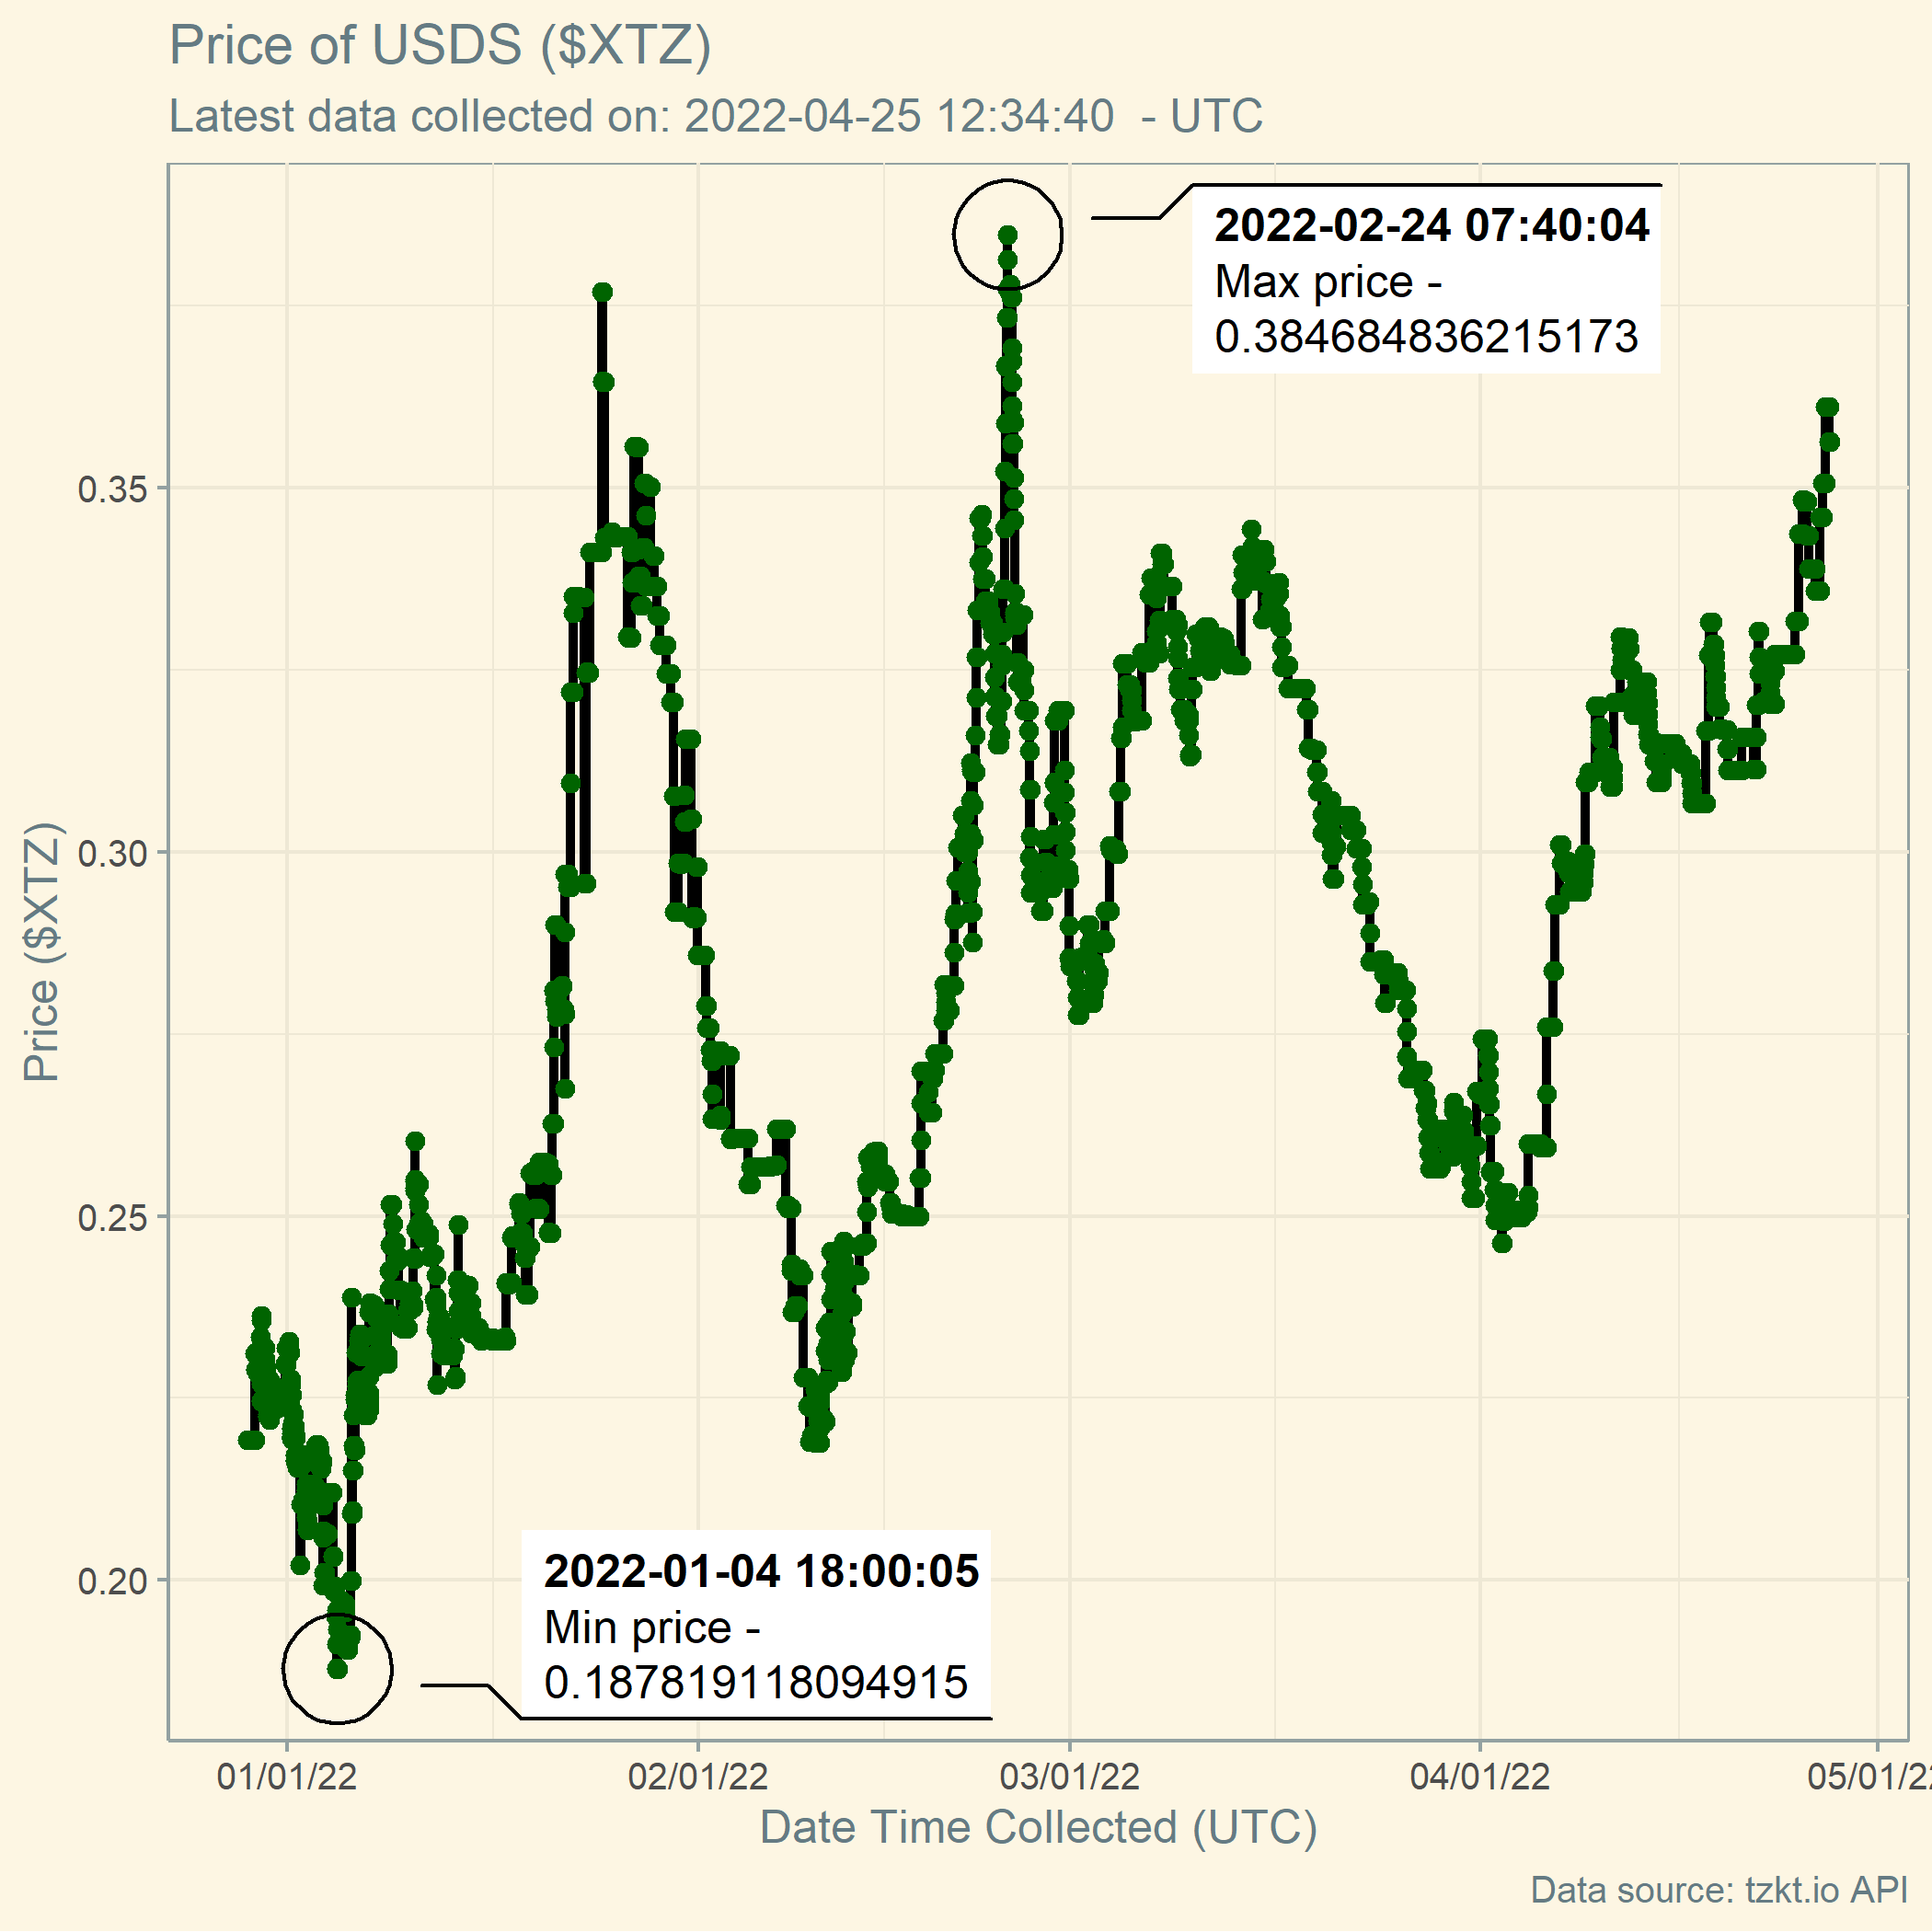 Price of USDS ($XTZ)
Latest data collected on: 2022-04-25 12:34:40  - UTC
2022-02-24 07:40:04
Max price -
0.384684836215173
0.35
0.30
0.25
0.20
Price ($XTZ)
2022-01-04 18:00:05
Min price -
0.187819118094915
01/01/22
02/01/22
03/01/22
04/01/22
05/01/22
Date Time Collected (UTC)
Data source: tzkt.io API